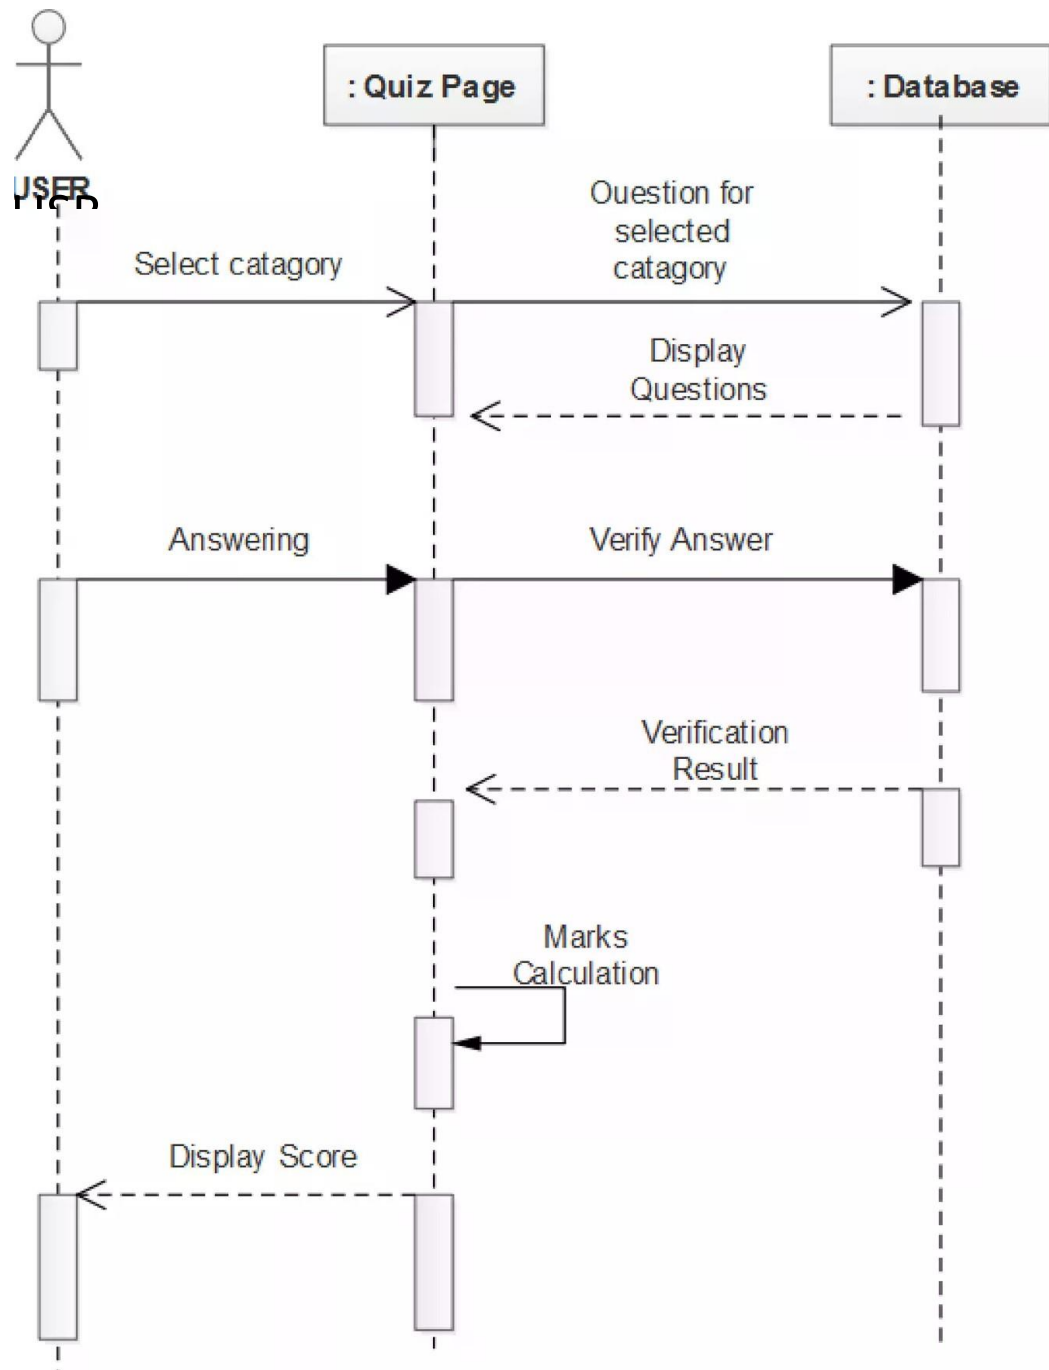 : Quiz Page
: Database
USER
Ouestion for
selected
catagory
Select catagory
Display
Questions
Answering
Verify Answer
Verification
Result
Marks
Calculation
Display Score